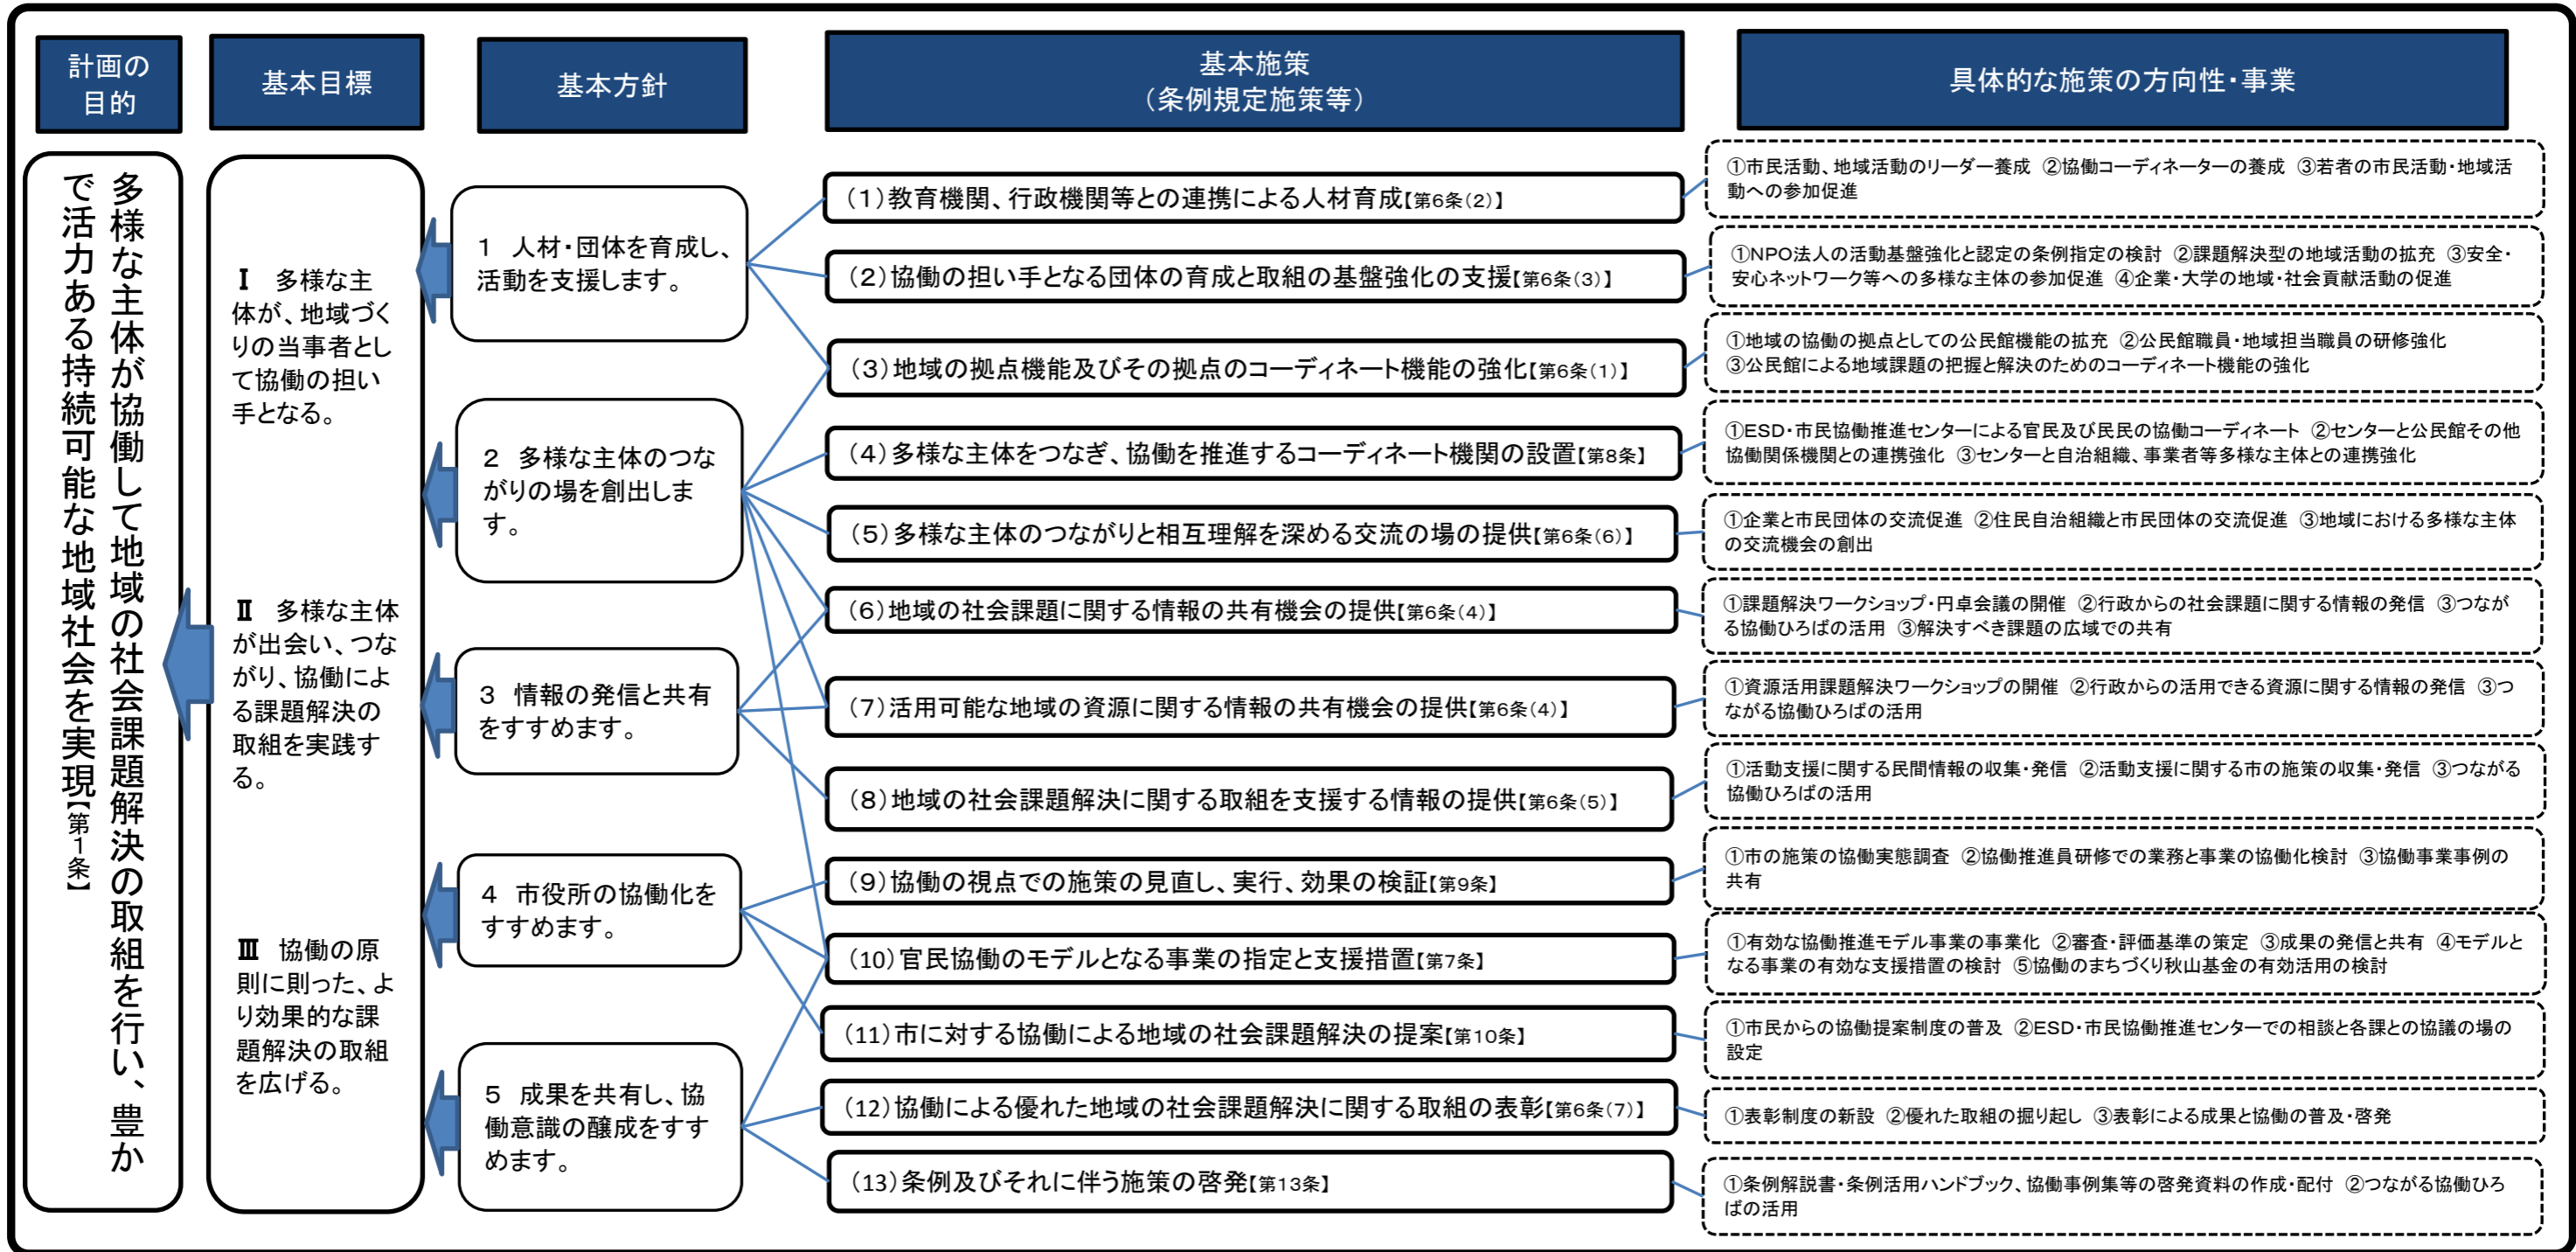 計画の
目的
基本目標
基本方針
基本施策
（条例規定施策等）
具体的な施策の方向性・事業
多様な主体が協働して地域の社会課題解決の取組を行い、豊か
で活力ある持続可能な地域社会を実現【第1条】
Ⅰ　多様な主
体が、地域づく
りの当事者とし
て協働の担い
手となる。
Ⅱ　多様な主体
が出会い、つな
がり、協働によ
る課題解決の
取組を実践す
る。
Ⅲ　協働の原
則に則った、よ
り効果的な課
題解決の取組
を広げる。
１　人材・団体を育成し、
活動を支援します。
２　多様な主体のつな
がりの場を創出しま
す。
３　情報の発信と共有
をすすめます。
４　市役所の協働化を
すすめます。
５　成果を共有し、協
働意識の醸成をすす
めます。
（１）教育機関、行政機関等との連携による人材育成【第6条（2）】
（２）協働の担い手となる団体の育成と取組の基盤強化の支援【第6条（3）】
（３）地域の拠点機能及びその拠点のコーディネート機能の強化【第6条（1）】
（４）多様な主体をつなぎ、協働を推進するコーディネート機関の設置【第8条】
（５）多様な主体のつながりと相互理解を深める交流の場の提供【第6条（6）】
（６）地域の社会課題に関する情報の共有機会の提供【第6条（4）】
（７）活用可能な地域の資源に関する情報の共有機会の提供【第6条（4）】
（８）地域の社会課題解決に関する取組を支援する情報の提供【第6条（5）】
（９）協働の視点での施策の見直し、実行、効果の検証【第9条】
（10）官民協働のモデルとなる事業の指定と支援措置【第7条】
（11）市に対する協働による地域の社会課題解決の提案【第10条】
（12）協働による優れた地域の社会課題解決に関する取組の表彰【第6条（7）】
（13）条例及びそれに伴う施策の啓発【第13条】
①市民活動、地域活動のリーダー養成　②協働コーディネーターの養成　③若者の市民活動・地域活
動への参加促進
①NPO法人の活動基盤強化と認定の条例指定の検討　②課題解決型の地域活動の拡充　③安全・
安心ネットワーク等への多様な主体の参加促進　④企業・大学の地域・社会貢献活動の促進
①地域の協働の拠点としての公民館機能の拡充　②公民館職員・地域担当職員の研修強化
③公民館による地域課題の把握と解決のためのコーディネート機能の強化
①ESD・市民協働推進センターによる官民及び民民の協働コーディネート　②センターと公民館その他
協働関係機関との連携強化　③センターと自治組織、事業者等多様な主体との連携強化
①企業と市民団体の交流促進　②住民自治組織と市民団体の交流促進　③地域における多様な主体
の交流機会の創出
①課題解決ワークショップ・円卓会議の開催　②行政からの社会課題に関する情報の発信　③つなが
る協働ひろばの活用　③解決すべき課題の広域での共有
①資源活用課題解決ワークショップの開催　②行政からの活用できる資源に関する情報の発信　③つ
ながる協働ひろばの活用
①活動支援に関する民間情報の収集・発信　②活動支援に関する市の施策の収集・発信　③つながる
協働ひろばの活用
①市の施策の協働実態調査　②協働推進員研修での業務と事業の協働化検討　③協働事業事例の
共有
①有効な協働推進モデル事業の事業化　②審査・評価基準の策定　③成果の発信と共有　④モデルと
なる事業の有効な支援措置の検討　⑤協働のまちづくり秋山基金の有効活用の検討
①市民からの協働提案制度の普及　②ESD・市民協働推進センターでの相談と各課との協議の場の
設定
①表彰制度の新設　②優れた取組の掘り起し　③表彰による成果と協働の普及・啓発
①条例解説書・条例活用ハンドブック、協働事例集等の啓発資料の作成・配付　②つながる協働ひろ
ばの活用